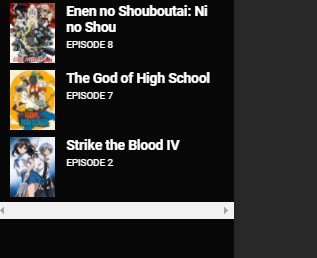 Enen no Shouboutai: Ni
no Shou
EPISODE 8
The God of High School
EPISODE 7
Strike the Blood IV
EPISODE 2